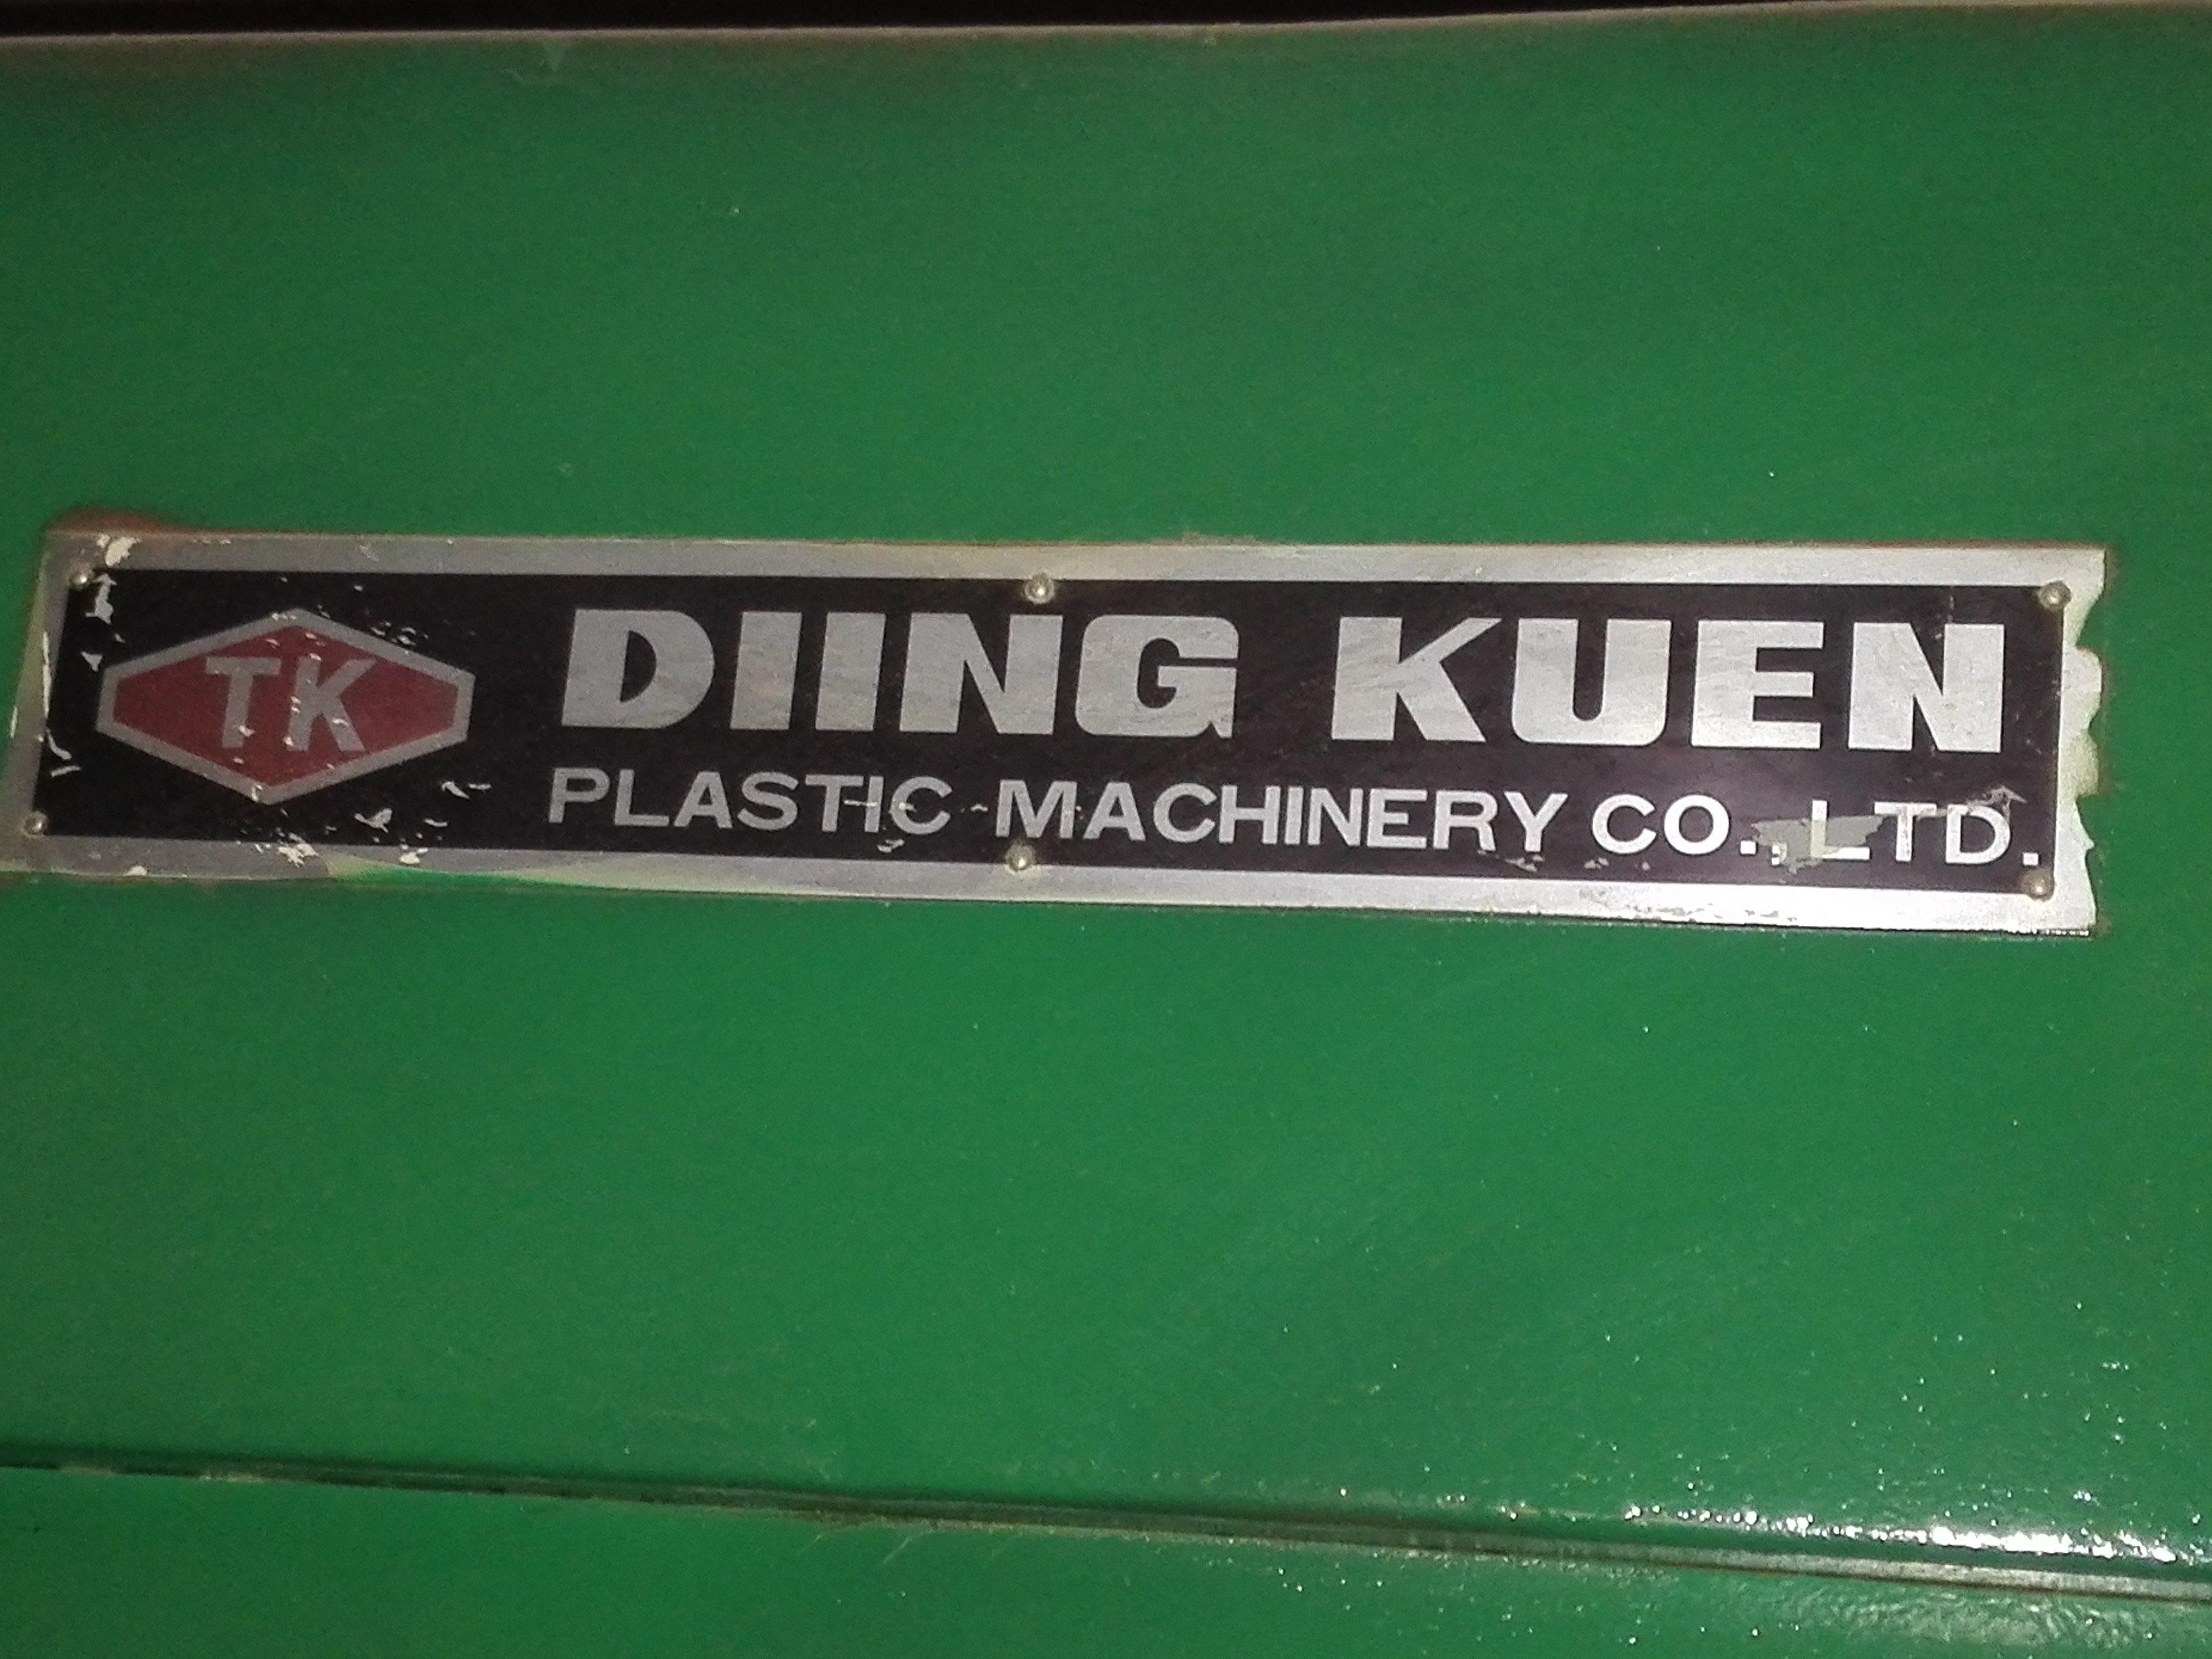 TK
DIING KUEN
PLASTIC MACHINERY CO., LTD.